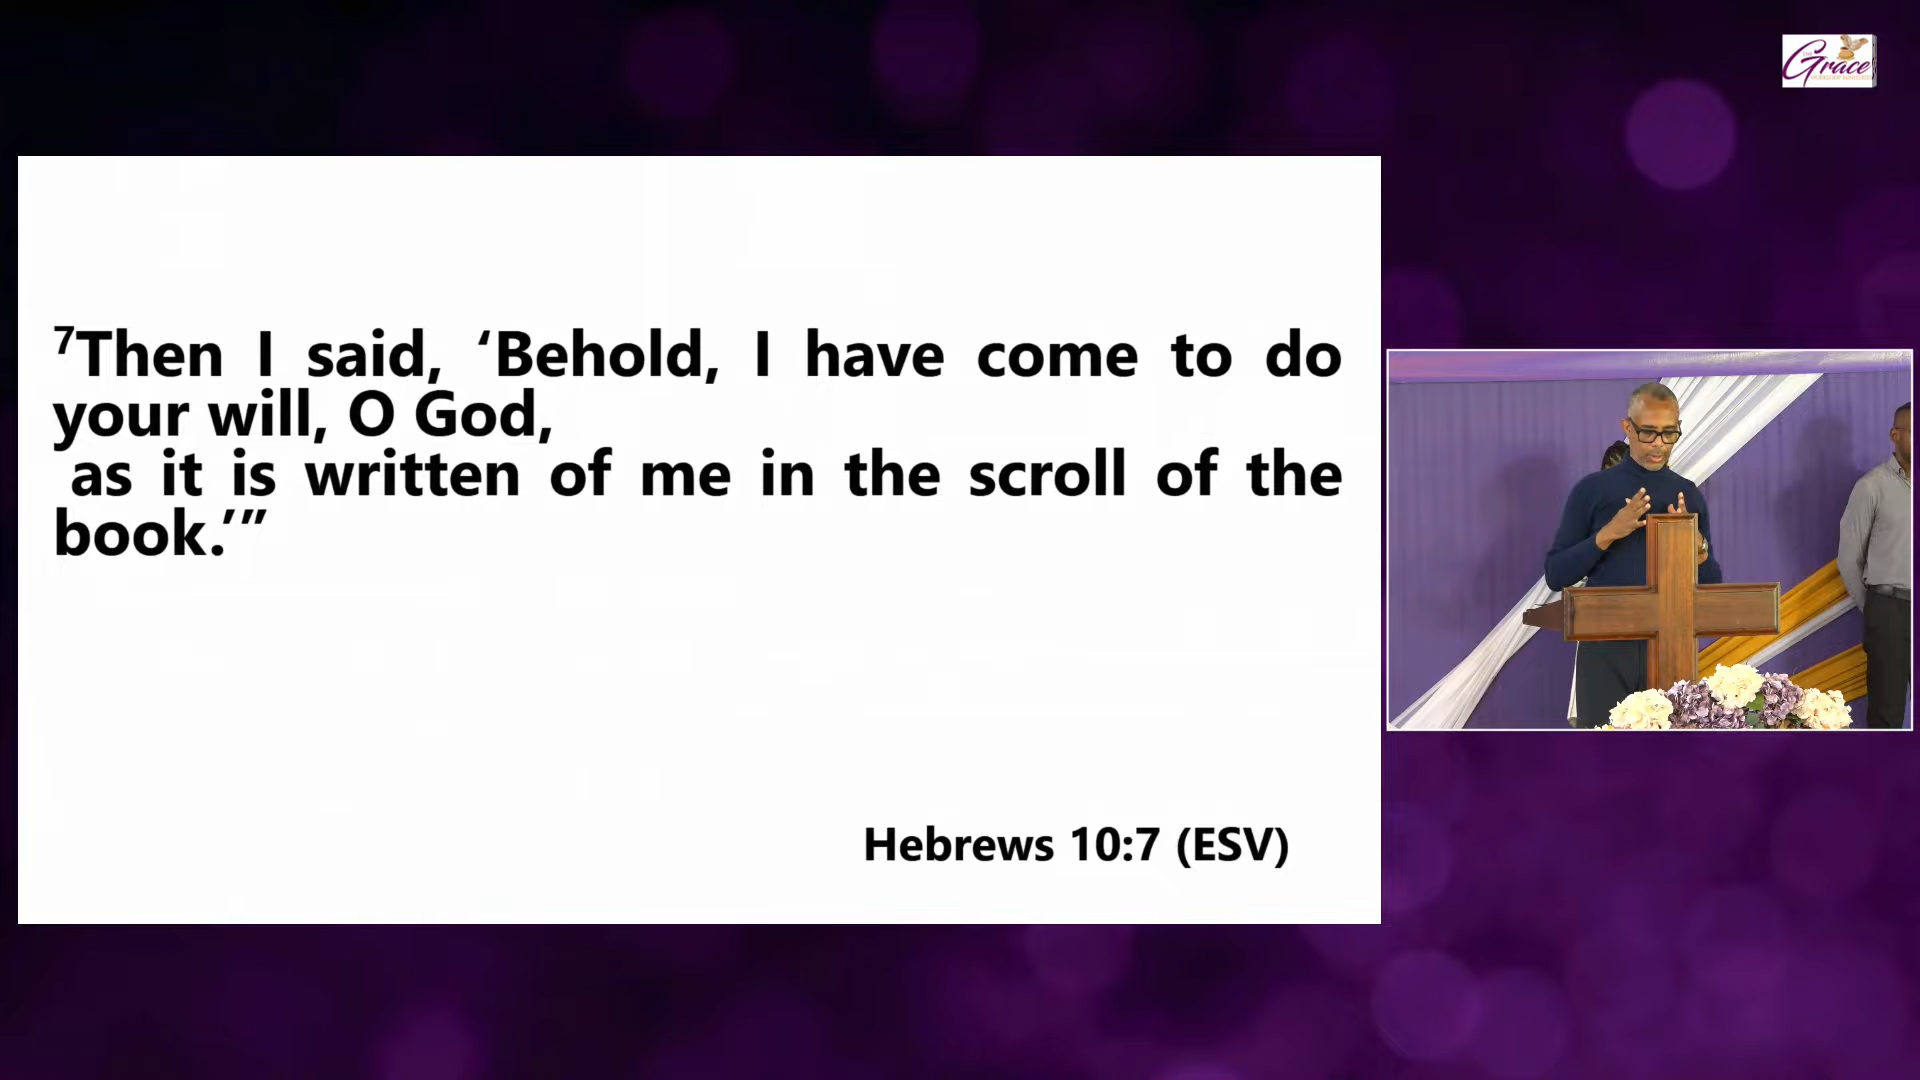 Grace
⁷Then I said, ‘Behold, I have come to do
your will, O God,
as it is written of me in the scroll of the
book.’”
Hebrews 10:7 (ESV)